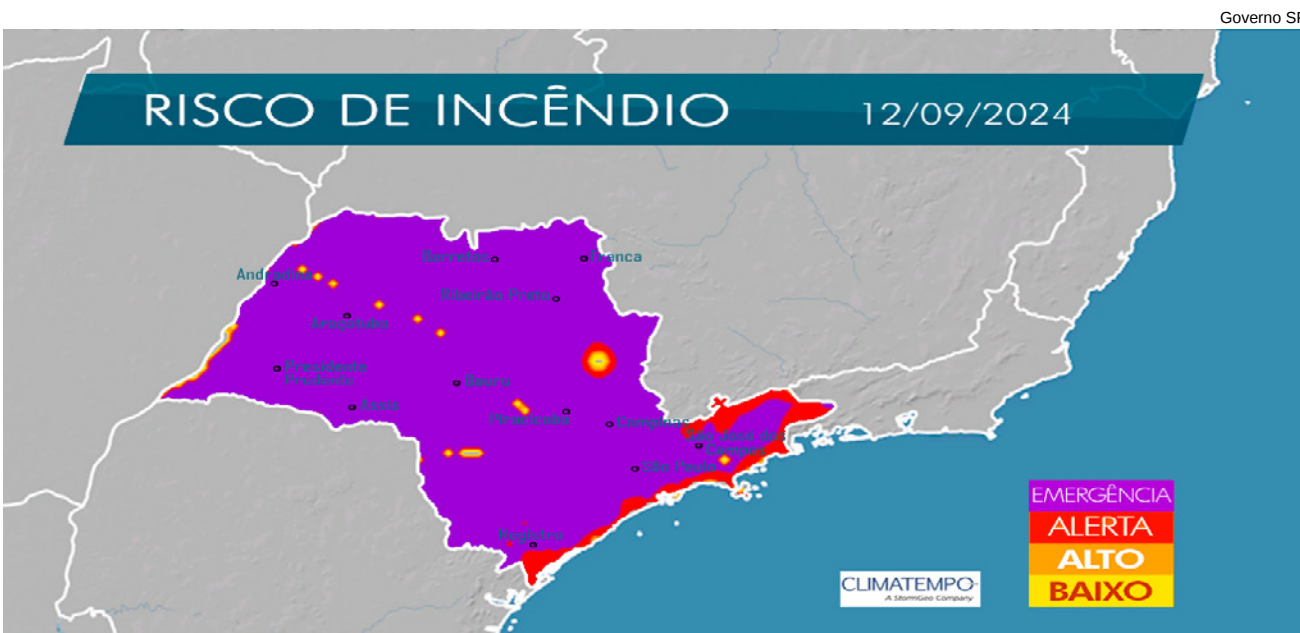 Governo SP
RISCO DE INCÊNDIO
12/09/2024
Barretos
Franca
Andradina
Ribeirão Preto
Araçatuba
Presidente
Prudente
Bauru
Assis
Piracicaba
Campinas
São José dos
Campos
São Paulo
Registro
EMERGÊNCIA
ALERTA
ALTO
BAIXO
CLIMATEMPO
A StormGeo Company